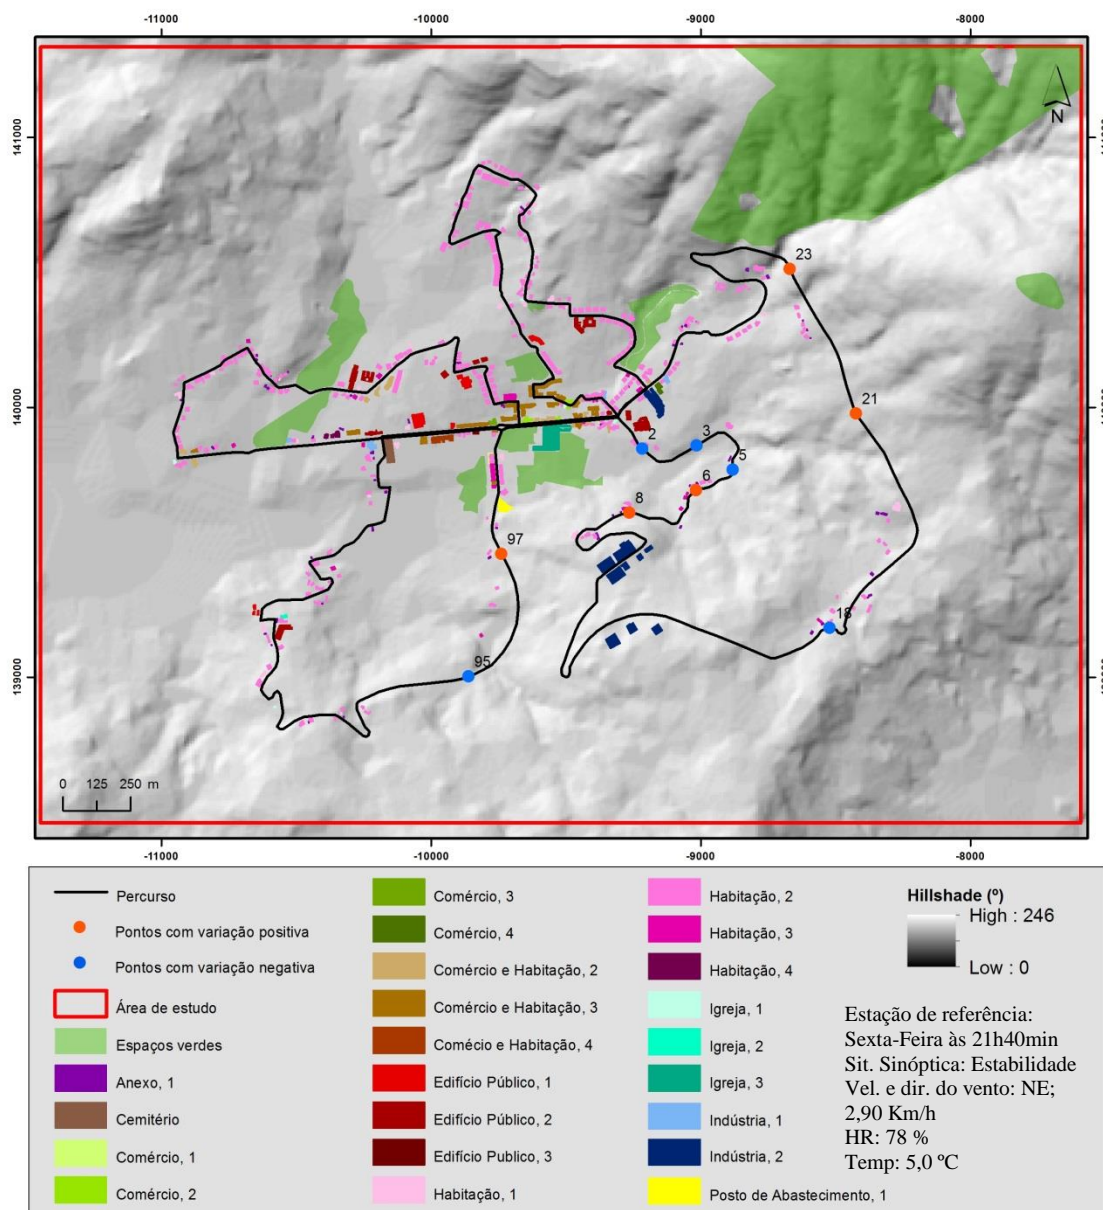 -11000
-10000
-9000
-8000
141000
N
23
140000
21
2
3
5
6
8
97
18
95
139000
0 125 250 m
-11000
-10000
-9000
-8000
Percurso
Pontos com variação positiva
Pontos com variação negativa
Área de estudo
Espaços verdes
Anexo, 1
Cemitério
Comércio, 1
Comércio, 2
Comércio, 3
Comércio, 4
Comércio e Habitação, 2
Comércio e Habitação, 3
Comécio e Habitação, 4
Edifício Público, 1
Edifício Público, 2
Edifício Publico, 3
Habitação, 1
Habitação, 2
Habitação, 3
Habitação, 4
Igreja, 1
Igreja, 2
Igreja, 3
Indústria, 1
Indústria, 2
Posto de Abastecimento, 1
Hillshade (º)
High : 246
Low : 0
Estação de referência:
Sexta-Feira às 21h40min
Sit. Sinóptica: Estabilidade
Vel. e dir. do vento: NE;
2,90 Km/h
HR: 78 %
Temp: 5,0 ºC